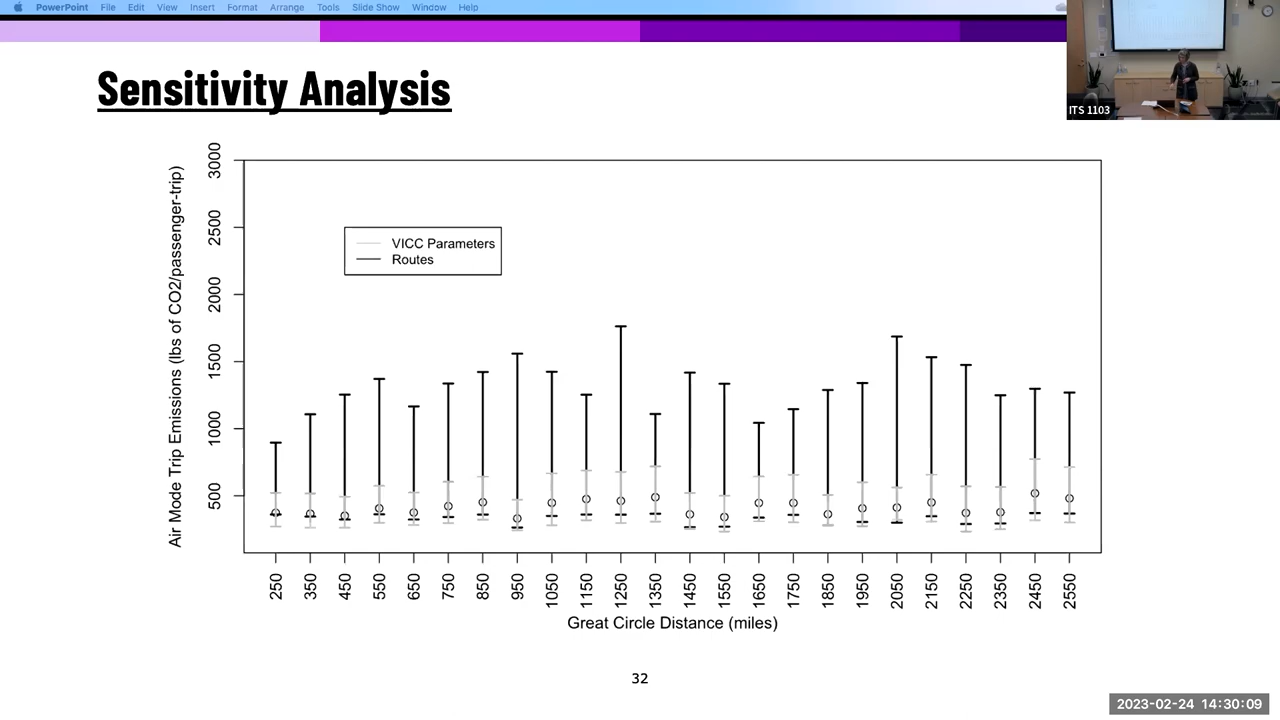 PowerPoint File Edit View Insert Format Arrange Tools Slide Show Window Help
ITS 1103
Sensitivity Analysis
Air Mode Trip Emissions (lbs of CO2/passenger-trip)
3000
2500
2000
1500
1000
500
VICC Parameters
Routes
250 350 450 550 650 750 850 950 1050 1150 1250 1350 1450 1550 1650 1750 1850 1950 2050 2150 2250 2350 2450 2550
Great Circle Distance (miles)
32
2023-02-24 14:30:09